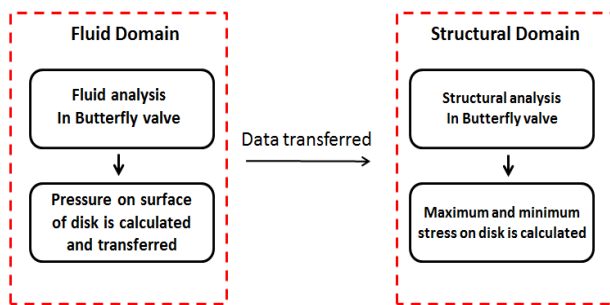 Fluid Domain
Fluid analysis
In Butterfly valve
Pressure on surface
of disk is calculated
and transferred
Data transferred
Structural Domain
Structural analysis
In Butterfly valve
Maximum and minimum
stress on disk is calculated